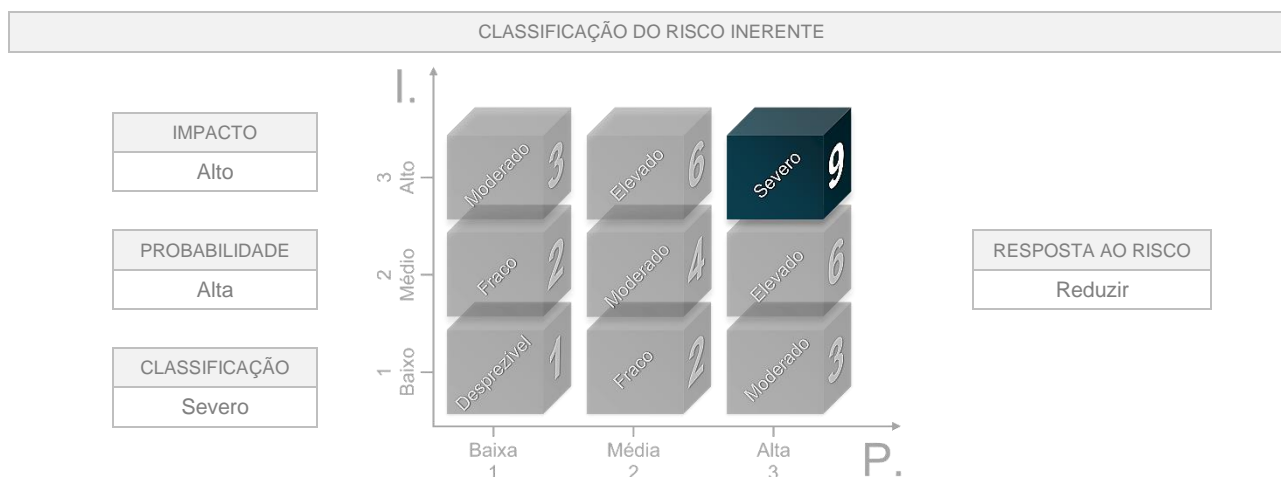 CLASSIFICAÇÃO DO RISCO INERENTE
IMPACTO
Alto
PROBABILIDADE
Alta
CLASSIFICAÇÃO
Severo
I.
3
Alto
Moderado 3
Elevado 6
Severo 9
2
Médio
Fraco 2
Moderado 4
Elevado 6
1
Baixo
Desprezível 1
Fraco 2
Moderado 3
Baixa
1
Média
2
Alta
3
P.
RESPOSTA AO RISCO
Reduzir